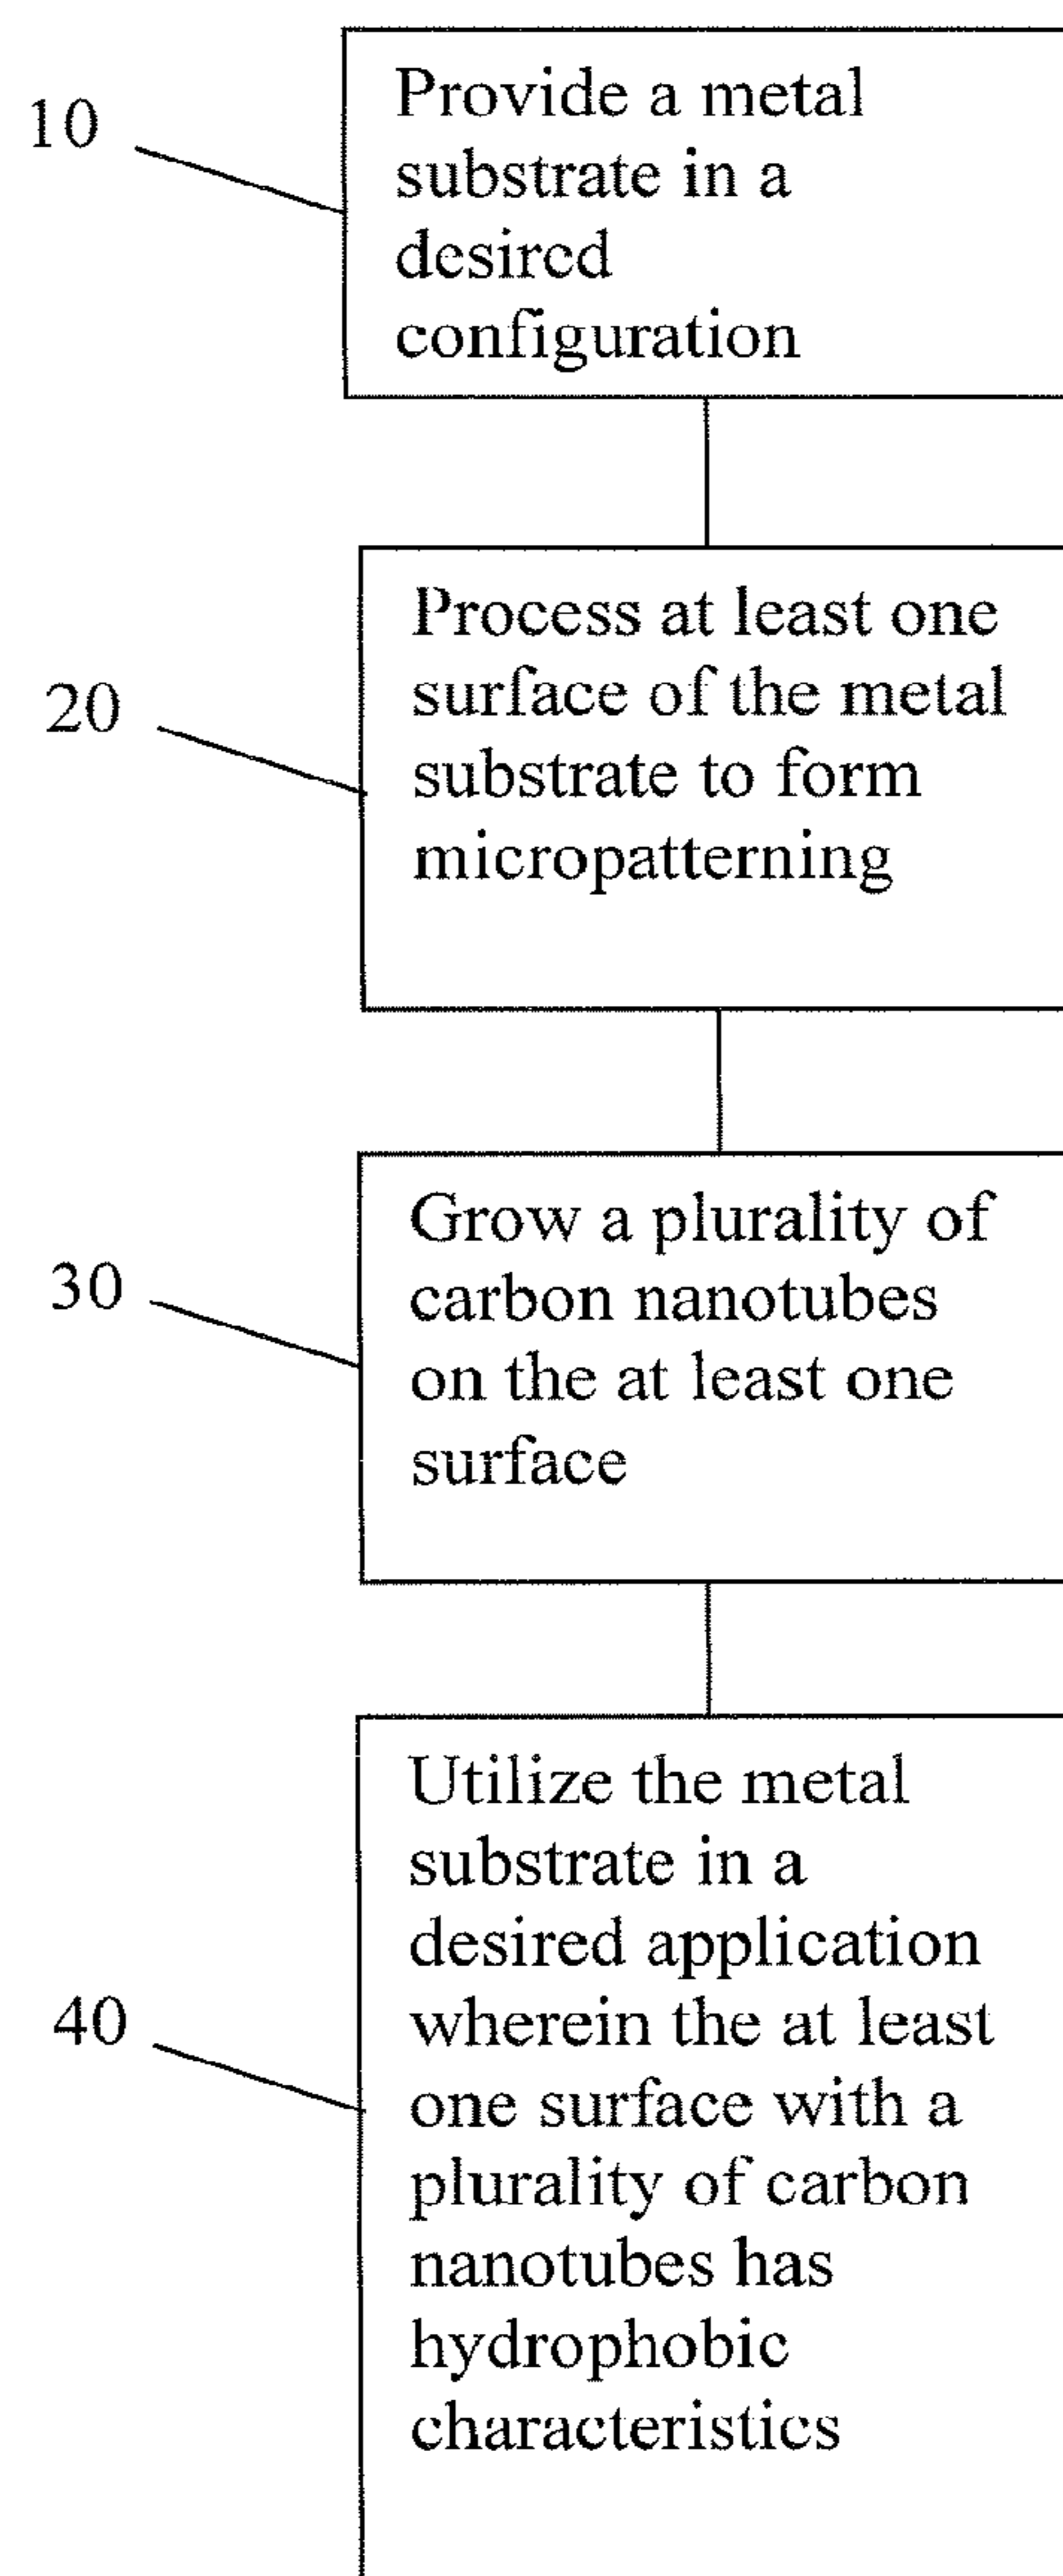 10
Provide a metal
substrate in a
desired
configuration
20
Process at least one
surface of the metal
substrate to form
micropatterning
30
Grow a plurality of
carbon nanotubes
on the at least one
surface
40
Utilize the metal
substrate in a
desired application
wherein the at least
one surface with a
plurality of carbon
nanotubes has
hydrophobic
characteristics